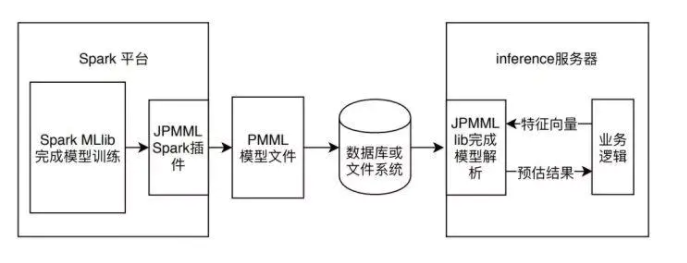 Spark 平台
Spark MLib
完成模型训练
JPMML
Spark插
件
PMML
模型文件
数据库或
文件系统
inference服务器
JPMML
lib完成
模型解
析
特征向量
预估结果
业务
逻辑